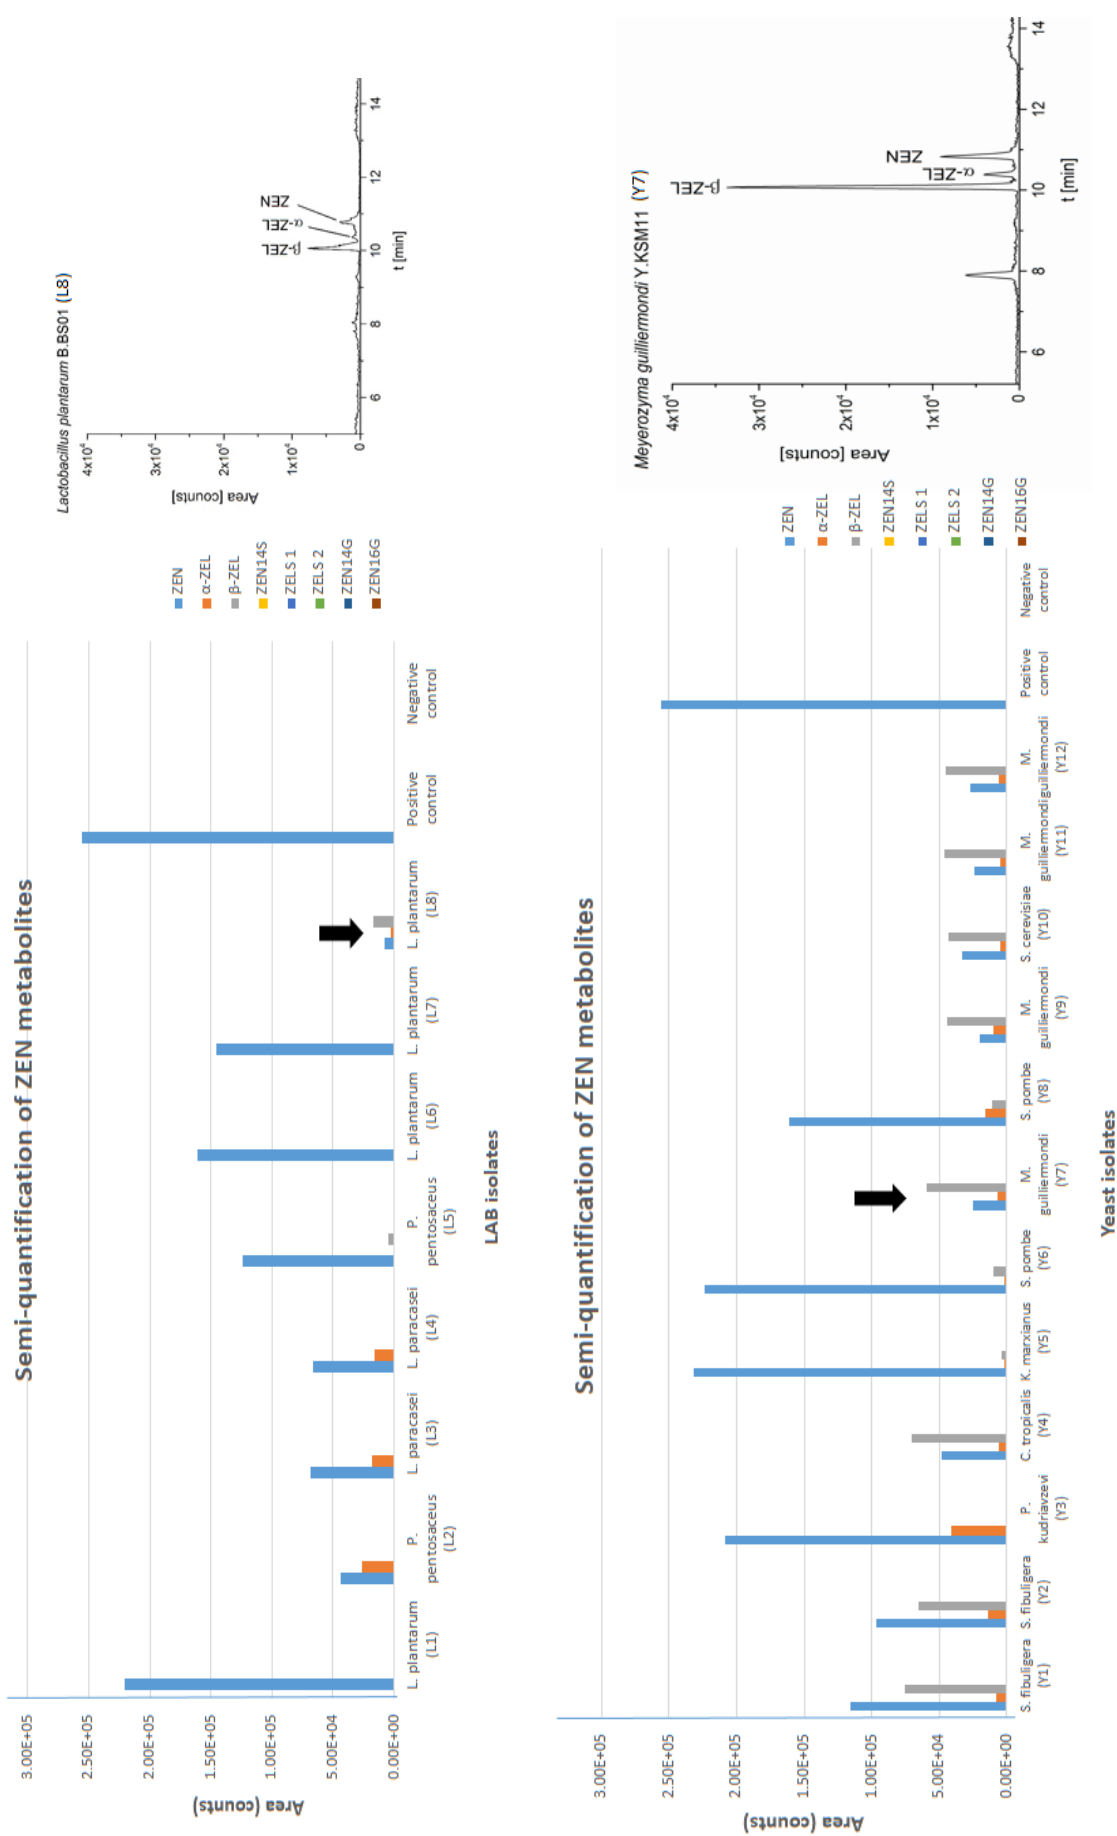 Semi-quantification of ZEN metabolites
Area (counts)
3.00E+05
2.50E+05
2.00E+05
1.50E+05
1.00E+05
5.00E+04
0.00E+00
L. plantarum
(L1)
P.
pentosaceus
(L2)
L. paracasei
(L3)
L. paracasei
(L4)
P.
pentosaceus
(L5)
L. plantarum
(L6)
L. plantarum
(L7)
L. plantarum
(L8)
Positive
control
Negative
control
LAB isolates
ZEN
α-ZEL
β-ZEL
ZEN14S
ZELS 1
ZELS 2
ZEN14G
ZEN16G
Lactobacillus plantarum B.BS01 (L8)
Area [counts]
4x10⁴
3x10⁴
2x10⁴
1x10⁴
0
6
8
10
12
14
t [min]
β-ZEL
α-ZEL
ZEN
Semi-quantification of ZEN metabolites
Area (counts)
3.00E+05
2.50E+05
2.00E+05
1.50E+05
1.00E+05
5.00E+04
0.00E+00
S. fibuligera
(Y1)
S. fibuligera
(Y2)
P.
kudriavzevi
(Y3)
C. tropicalis
(Y4)
K. marxianus
(Y5)
S. pombe
(Y6)
M.
guilliermondi
(Y7)
S. pombe
(Y8)
M.
guilliermondi
(Y9)
S. cerevisiae
(Y10)
M.
guilliermondi
(Y11)
M.
guilliermondi
(Y12)
Positive
control
Negative
control
Yeast isolates
ZEN
α-ZEL
β-ZEL
ZEN14S
ZELS 1
ZELS 2
ZEN14G
ZEN16G
Meyerozyma guilliermondi Y.KSM11 (Y7)
Area [counts]
4x10⁴
3x10⁴
2x10⁴
1x10⁴
0
6
8
10
12
14
t [min]
β-ZEL
α-ZEL
ZEN